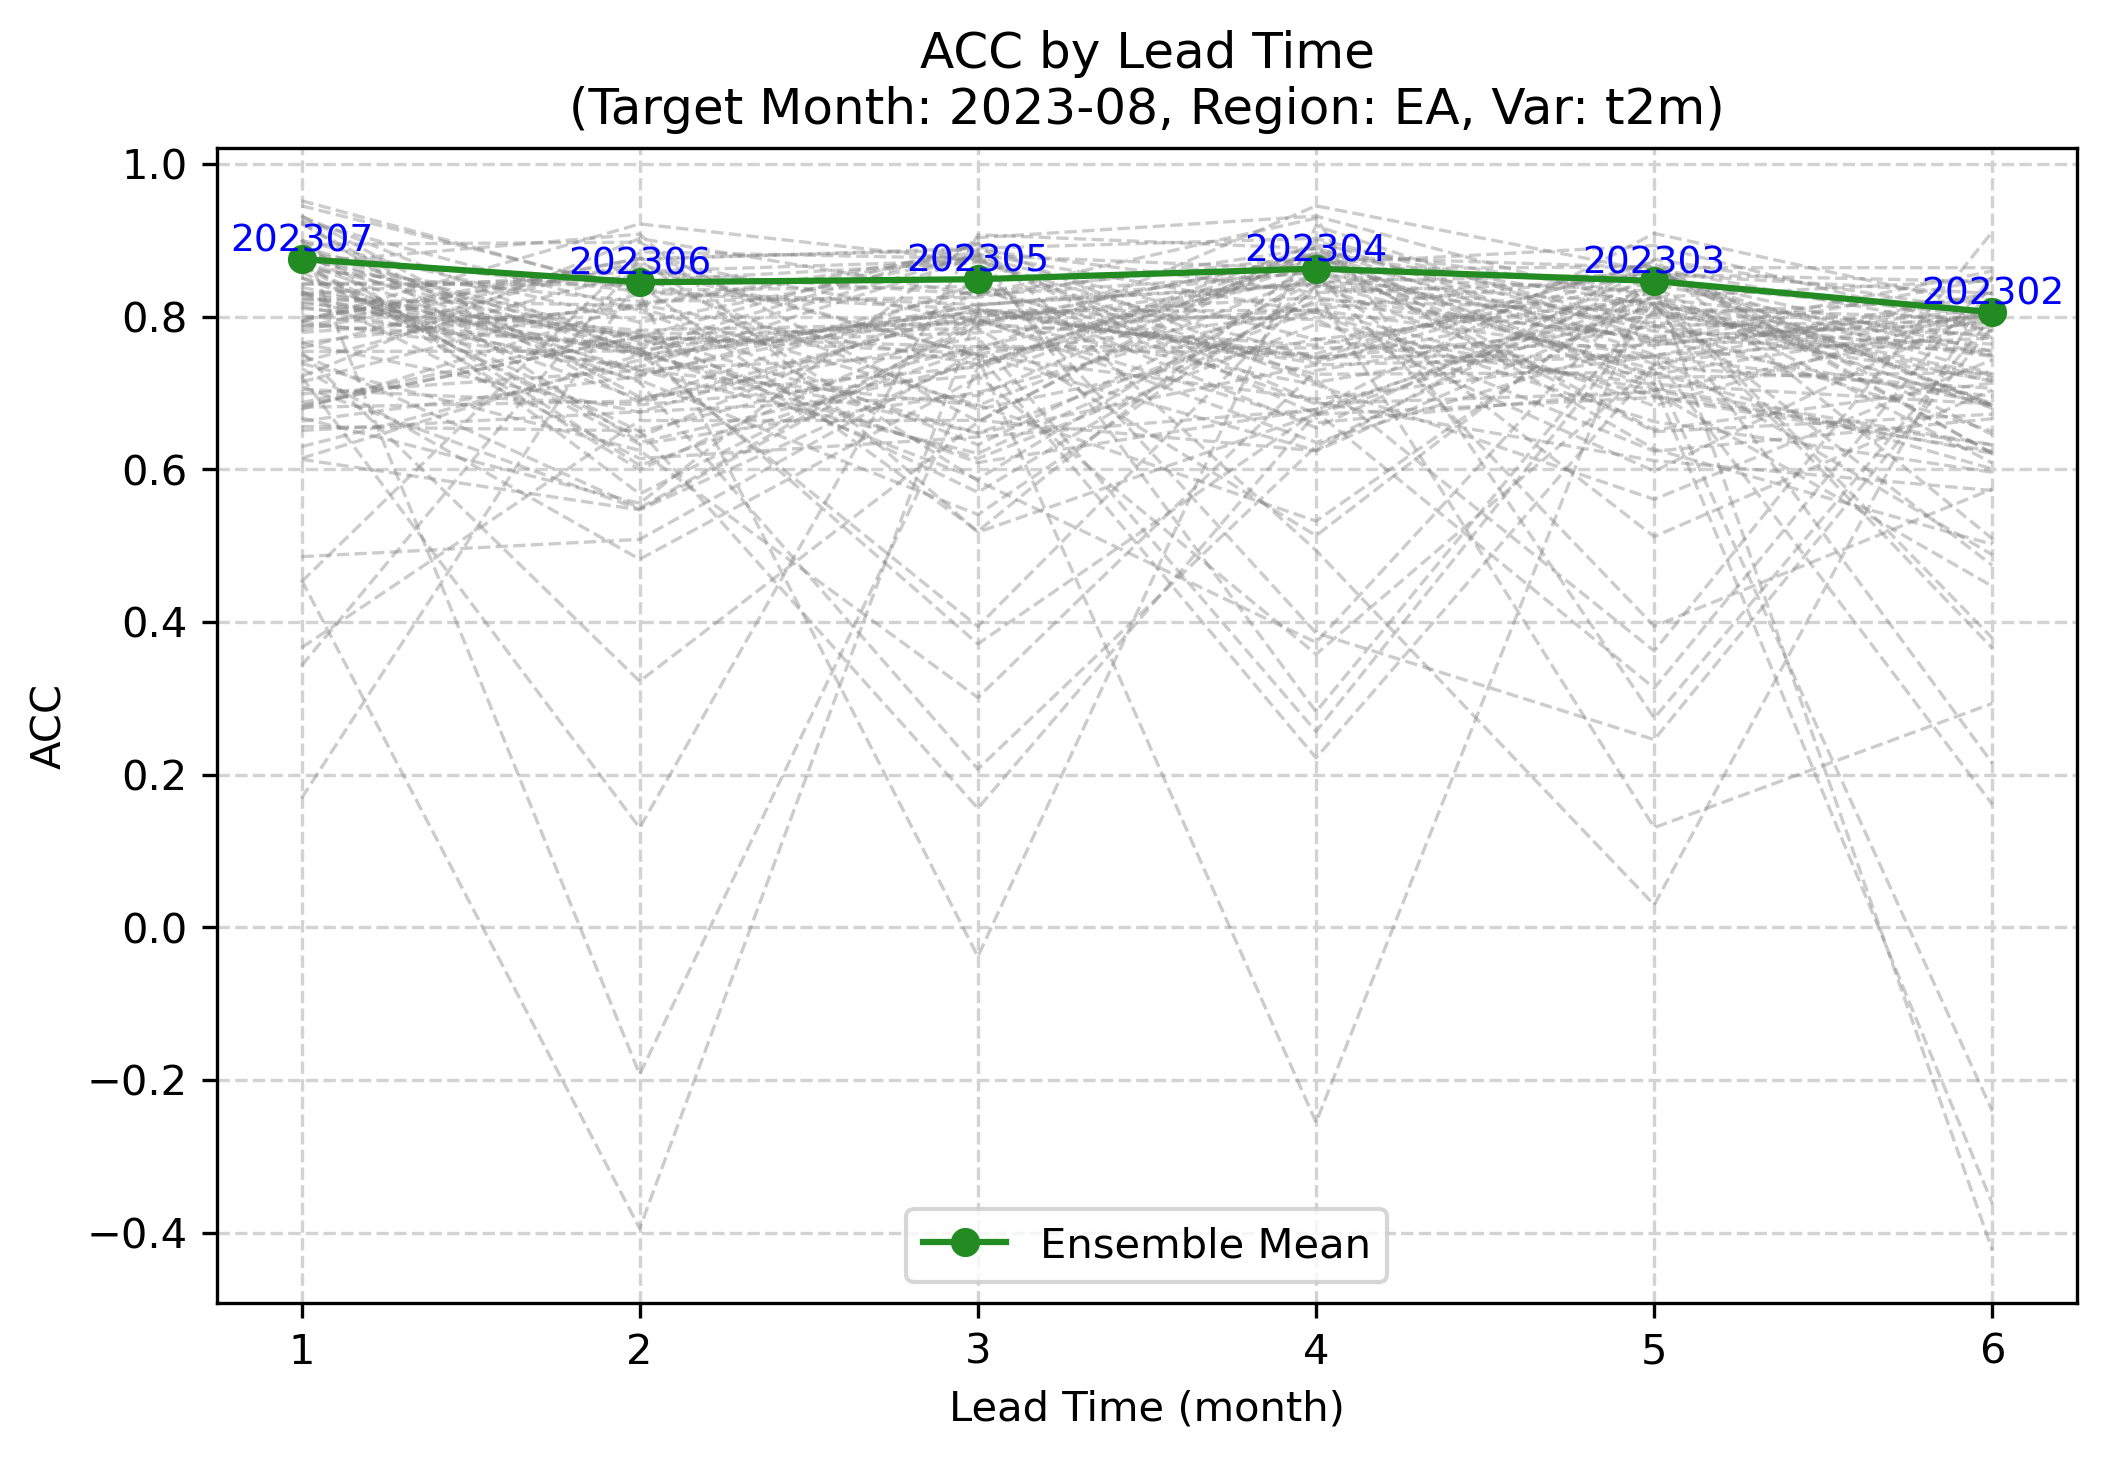 ACC by Lead Time
(Target Month: 2023-08, Region: EA, Var: t2m)
1.0
0.8
0.6
0.4
0.2
0.0
−0.2
−0.4
ACC
202307
202306
202305
202304
202303
202302
Ensemble Mean
1 2 3 4 5 6
Lead Time (month)